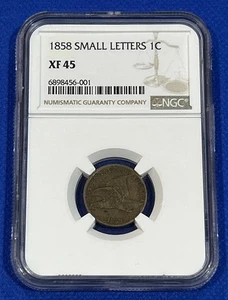 1858 SMALL LETTERS 1C
XF 45
6898456-001
NUMISMATIC GUARANTY COMPANY
NGC